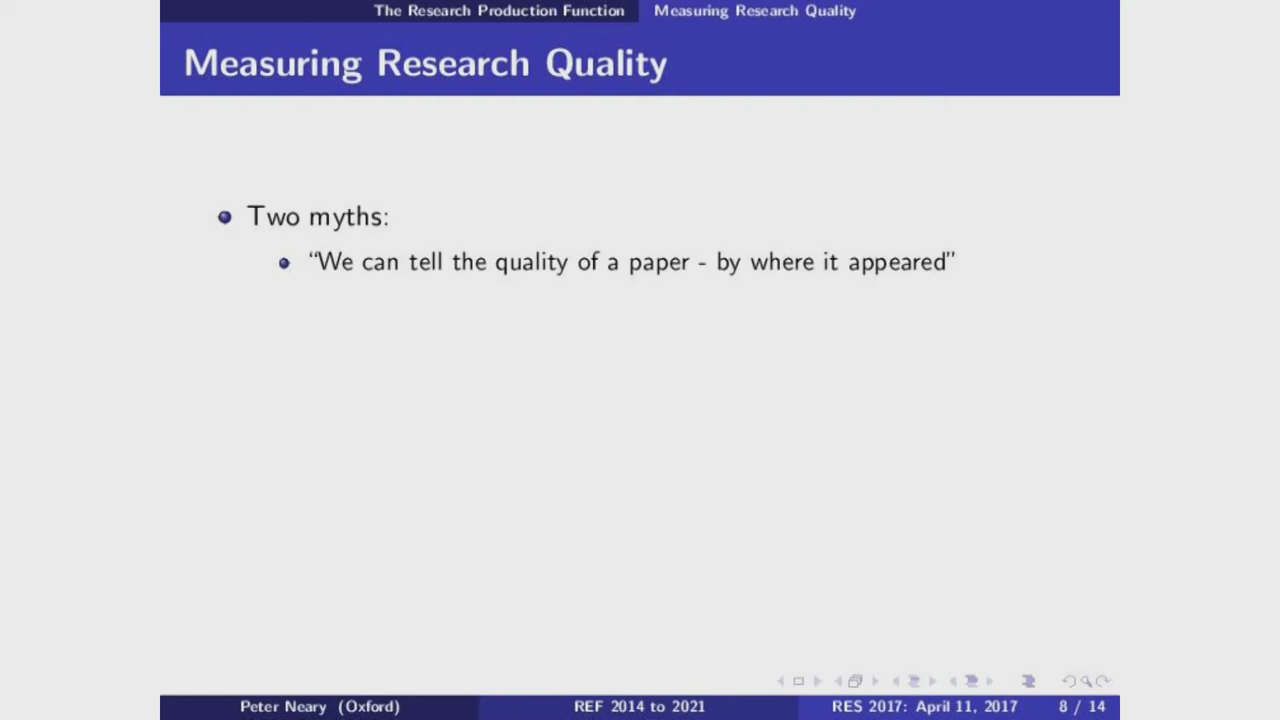 The Research Production Function Measuring Research Quality
Measuring Research Quality
Two myths:
“We can tell the quality of a paper - by where it appeared”
Peter Neary (Oxford) REF 2014 to 2021 RES 2017: April 11, 2017 8 / 14